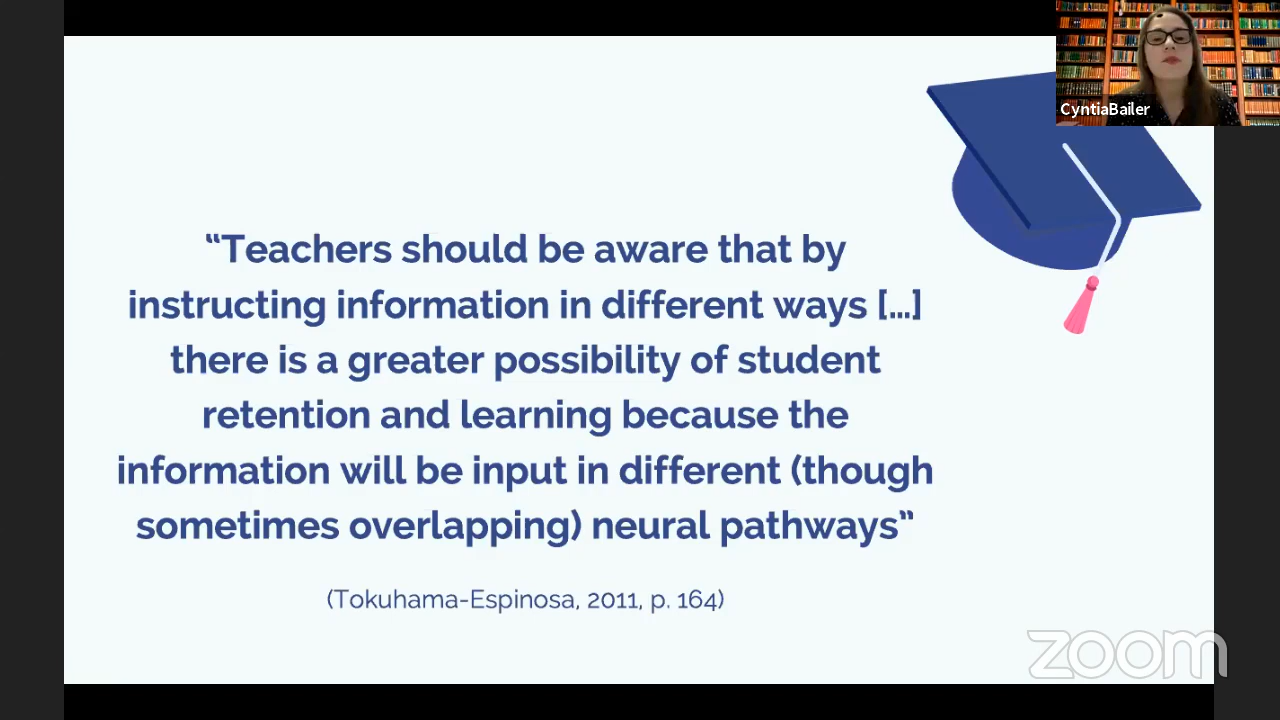 CyntiaBailer
“Teachers should be aware that by
instructing information in different ways [...]
there is a greater possibility of student
retention and learning because the
information will be input in different (though
sometimes overlapping) neural pathways”
(Tokuhama-Espinosa, 2011, p. 164)
zoom